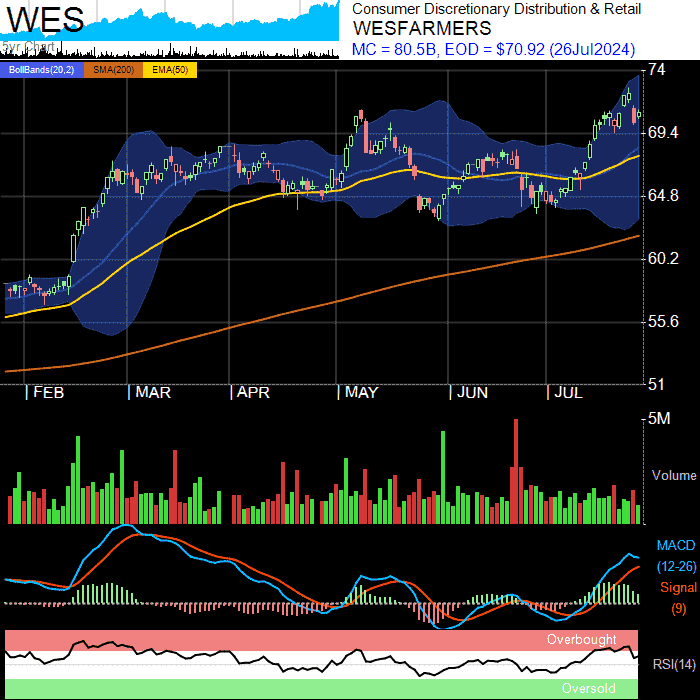 WES
5yr Chart
Consumer Discretionary Distribution & Retail
WESFARMERS
MC = 80.5B, EOD = $70.92 (26Jul2024)
BollBands(20,2) SMA(200) EMA(50)
74
69.4
64.8
60.2
55.6
51
FEB MAR APR MAY JUN JUL
5M
Volume
MACD
(12-26)
Signal
(9)
Overbought
RSI(14)
Oversold